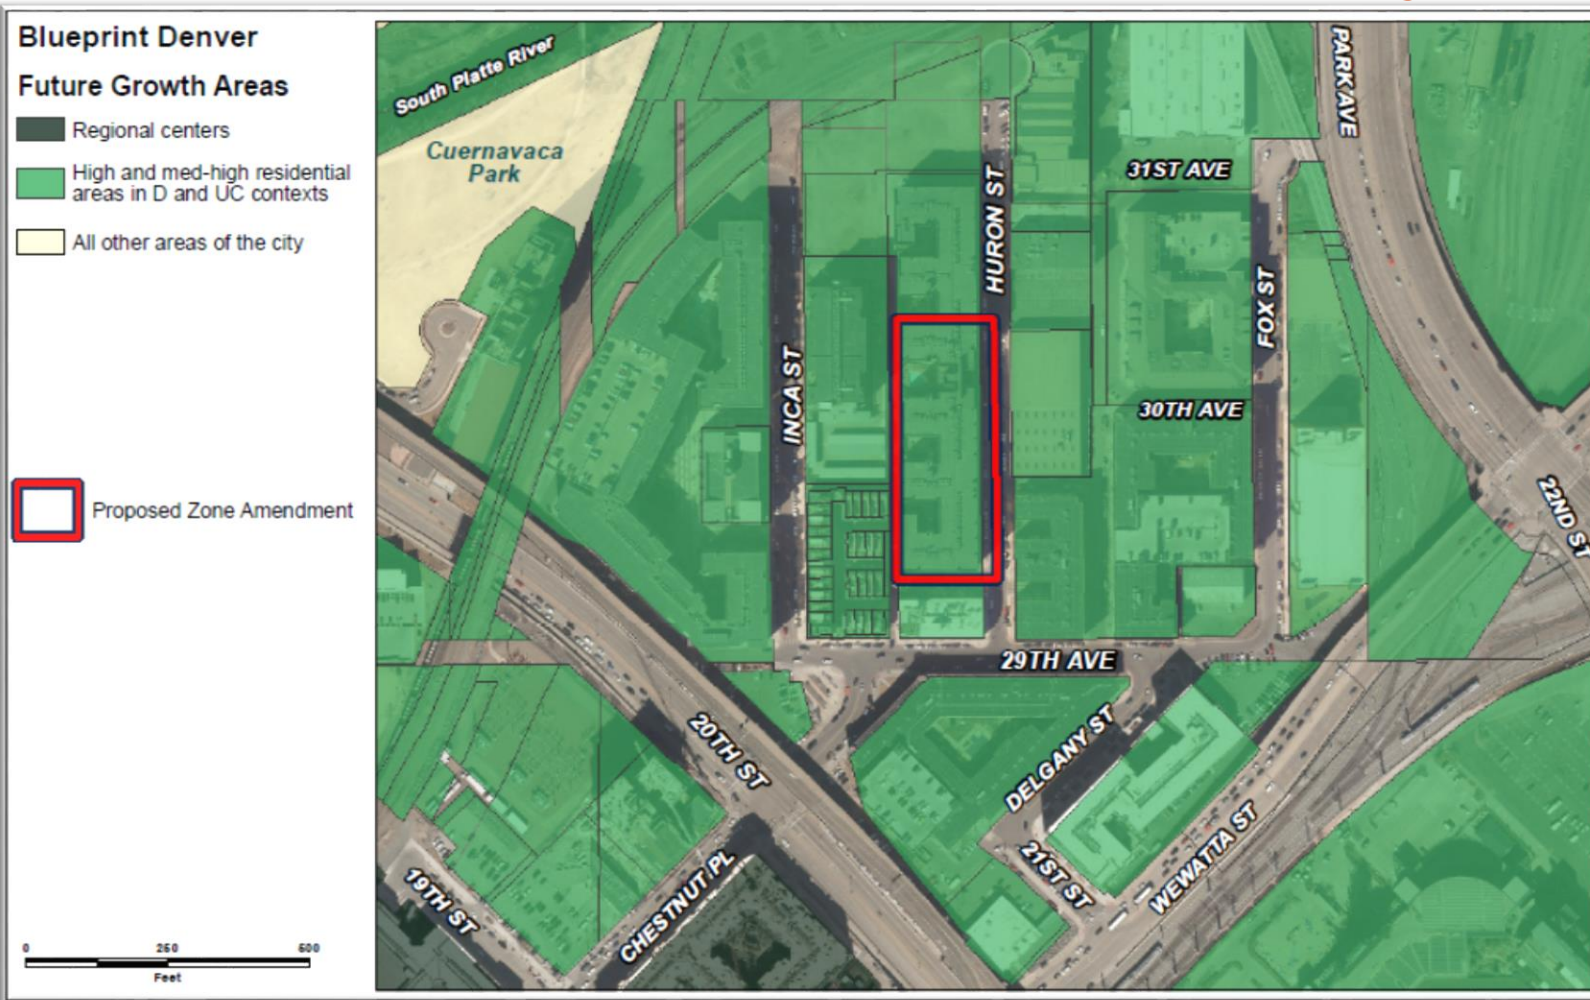 Blueprint Denver
Future Growth Areas
Regional centers
High and med-high residential
areas in D and UC contexts
All other areas of the city
Proposed Zone Amendment
0 250 500
Feet
South Platte River
Cuernavaca
Park
PARK AVE
31ST AVE
HURON ST
FOX ST
INCA ST
30TH AVE
22ND ST
29TH AVE
20TH ST
DELGANY ST
21ST ST
WEWATTA ST
CHESTNUT PL
19TH ST